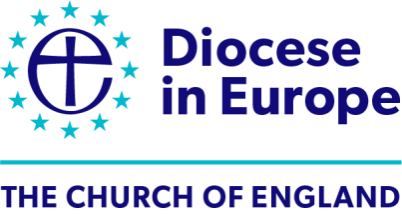 Diocese
in Europe
THE CHURCH OF ENGLAND